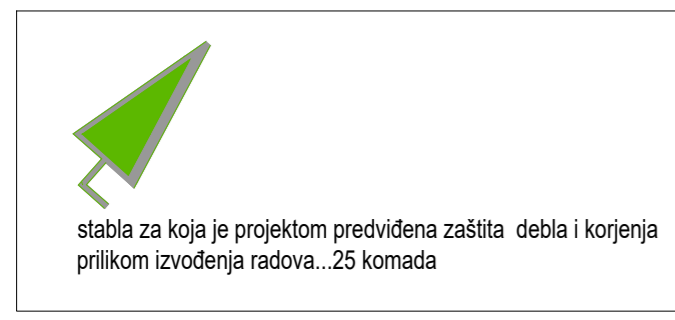 stabla za koja je projektom predviđena zaštita  debla i korjenja
prilikom izvođenja radova...25 komada